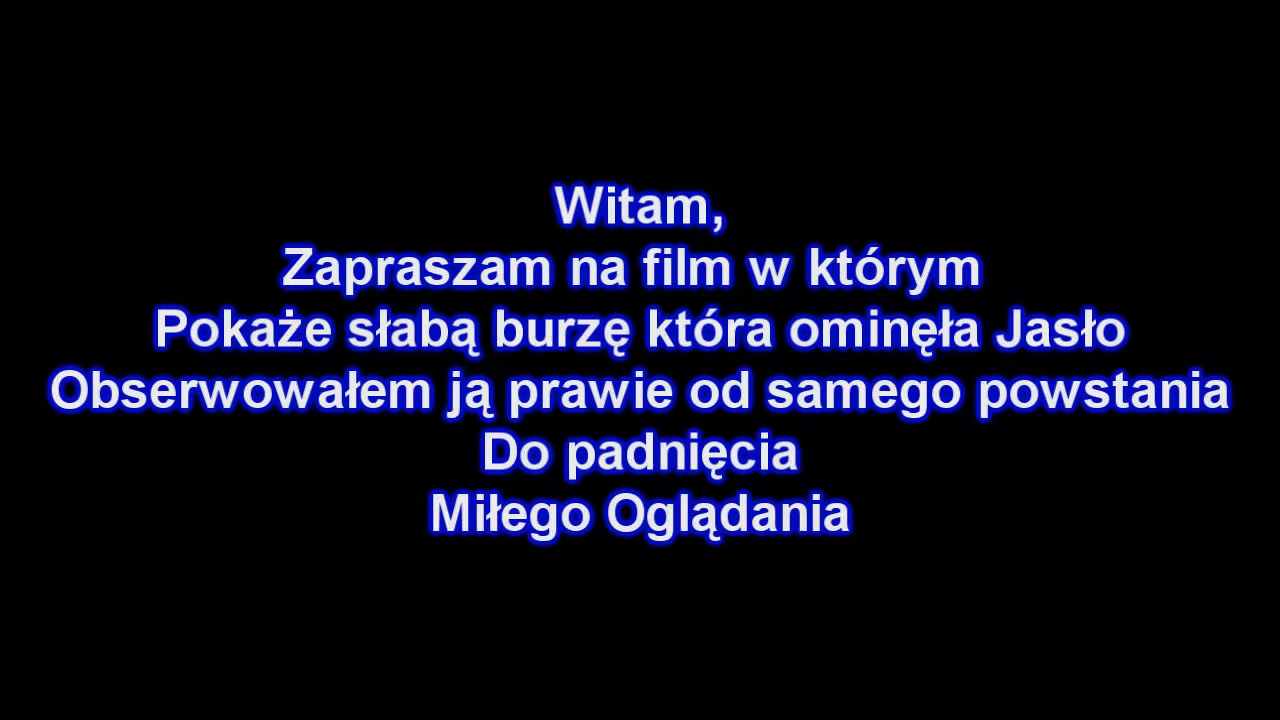 Witam,
Zapraszam na film w którym
Pokaże słabą burzę która ominęła Jasło
Obserwowałem ją prawie od samego powstania
Do padnięcia
Miłego Oglądania